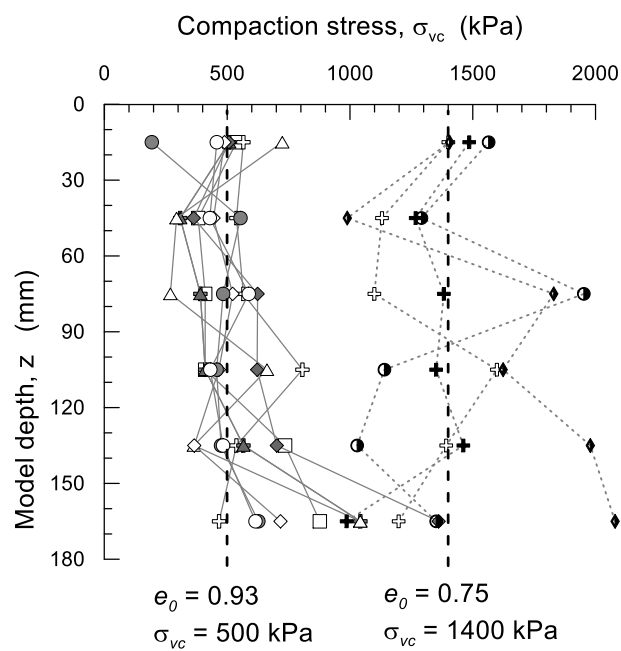 Compaction stress, σvc (kPa)
0 500 1000 1500 2000
0
30
60
90
120
150
180
Model depth, z (mm)
e0 = 0.93
σvc = 500 kPa
e0 = 0.75
σvc = 1400 kPa